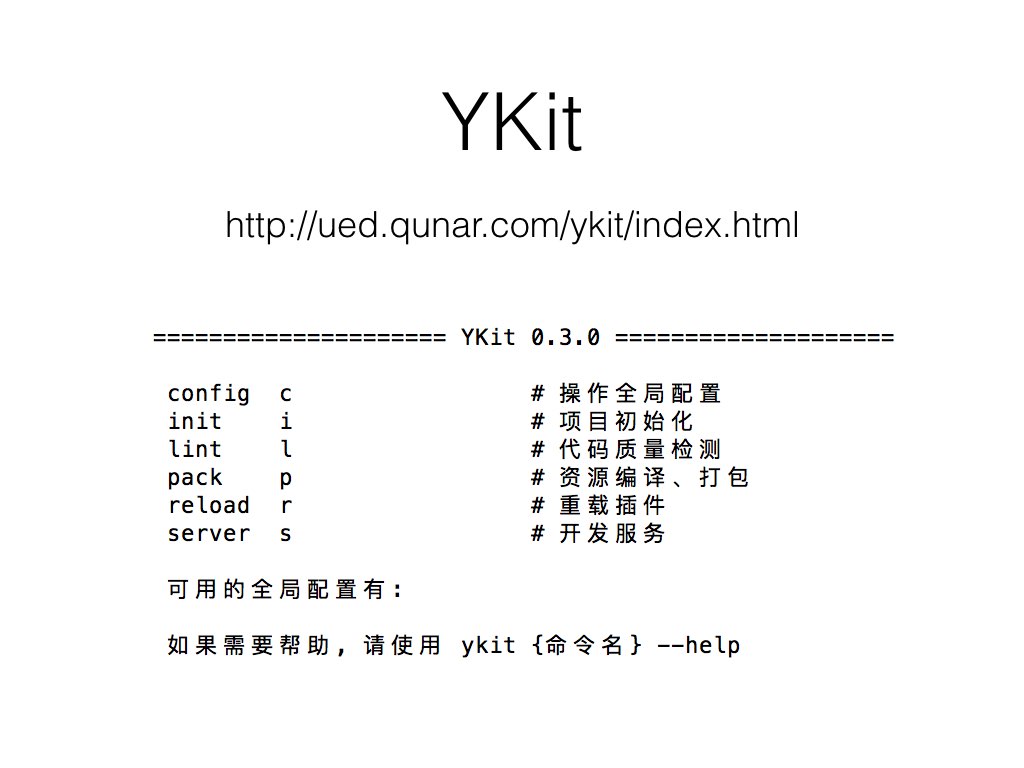 YKit
http://ued.qunar.com/ykit/index.html
===================== YKit 0.3.0 ====================
config  c                 # 操作全局配置
init    i                 # 项目初始化
lint    l                 # 代码质量检测
pack    p                 # 资源编译、打包
reload  r                 # 重载插件
server  s                 # 开发服务
可用的全局配置有:
如果需要帮助, 请使用 ykit {命令名} --help